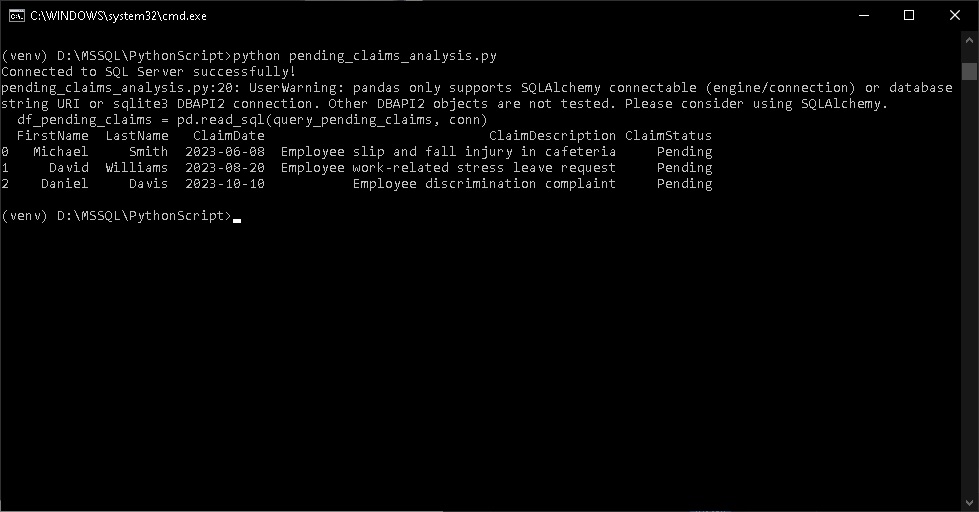 C:\WINDOWS\system32\cmd.exe
(venv) D:\MSSQL\PythonScript>python pending_claims_analysis.py
Connected to SQL Server successfully!
pending_claims_analysis.py:20: UserWarning: pandas only supports SQLAlchemy connectable (engine/connection) or database
string URI or sqlite3 DBAPI2 connection. Other DBAPI2 objects are not tested. Please consider using SQLAlchemy.
  df_pending_claims = pd.read_sql(query_pending_claims, conn)
  FirstName  LastName   ClaimDate                            ClaimDescription ClaimStatus
0   Michael     Smith  2023-06-08  Employee slip and fall injury in cafeteria     Pending
1     David  Williams  2023-08-20  Employee work-related stress leave request     Pending
2    Daniel     Davis  2023-10-10           Employee discrimination complaint     Pending
(venv) D:\MSSQL\PythonScript>